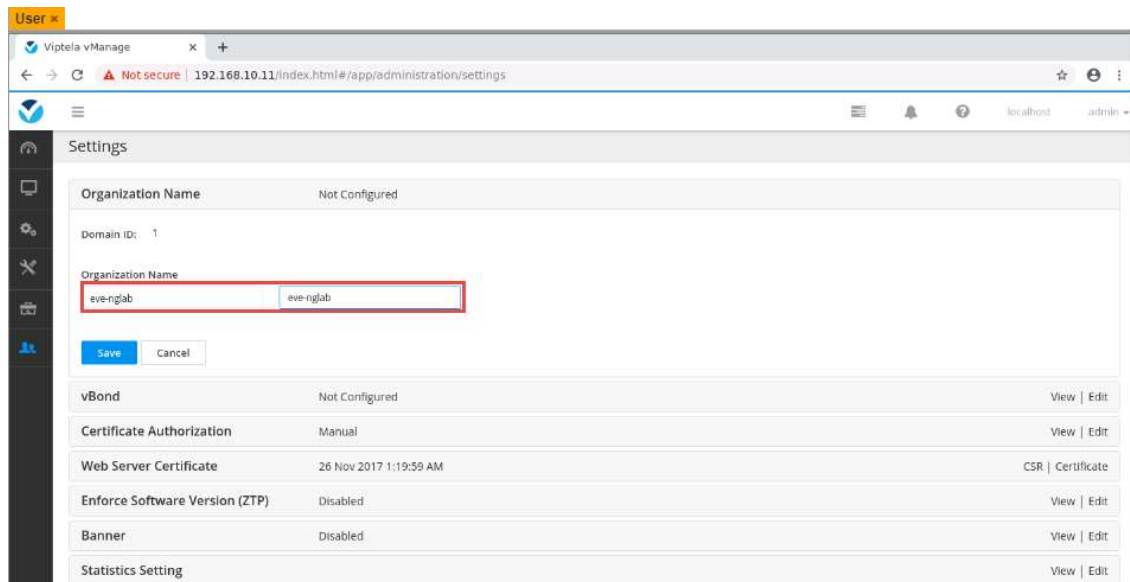 User ×
Viptela vManage × +
Not secure | 192.168.10.11/index.html#/app/administration/settings
localhost admin
Settings
Organization Name Not Configured
Domain ID: 1
Organization Name
eve-nglab eve-nglab
Save Cancel
vBond Not Configured View | Edit
Certificate Authorization Manual View | Edit
Web Server Certificate 26 Nov 2017 1:19:59 AM CSR | Certificate
Enforce Software Version (ZTP) Disabled View | Edit
Banner Disabled View | Edit
Statistics Setting View | Edit